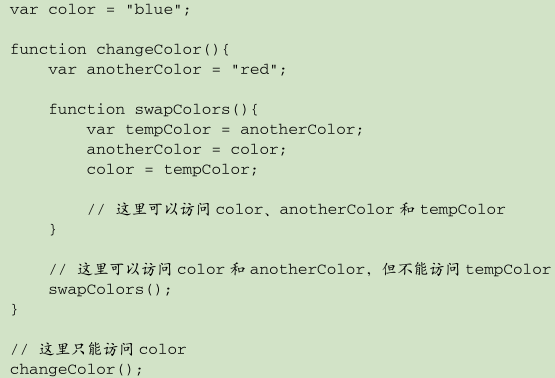 var color = "blue";
function changeColor(){
var anotherColor = "red";
function swapColors(){
var tempColor = anotherColor;
anotherColor = color;
color = tempColor;
// 这里可以访问 color、anotherColor 和 tempColor
}
// 这里可以访问 color 和 anotherColor, 但不能访问 tempColor
swapColors();
}
// 这里只能访问 color
changeColor();